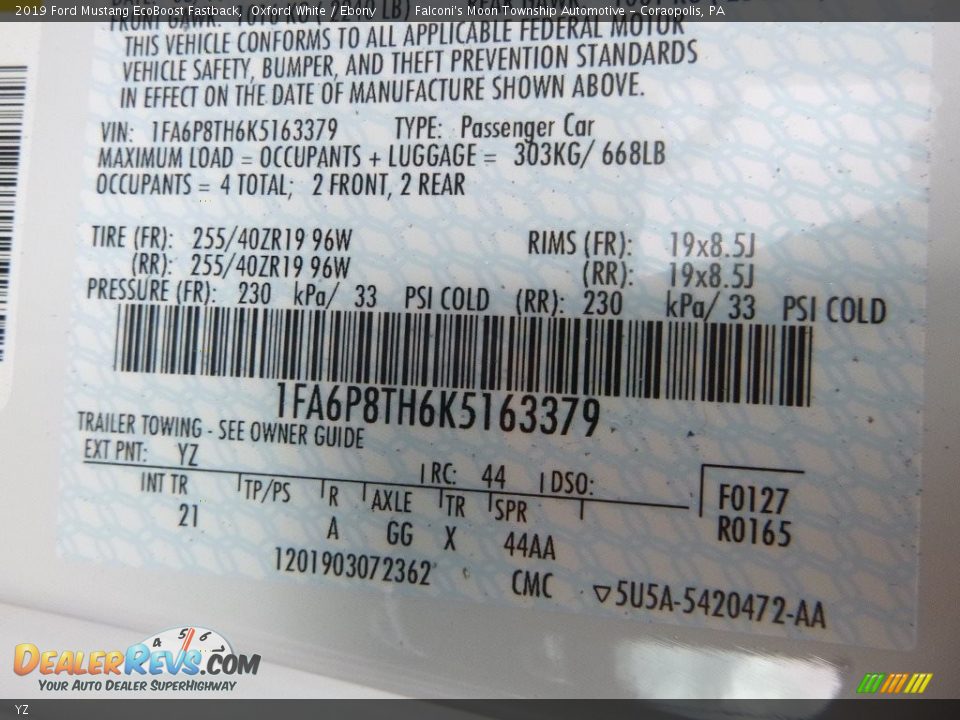 2019 Ford Mustang EcoBoost Fastback, Oxford White / Ebony Falconi's Moon Township Automotive – Coraopolis, PA
THIS VEHICLE CONFORMS TO ALL APPLICABLE FEDERAL MOTOR
VEHICLE SAFETY, BUMPER, AND THEFT PREVENTION STANDARDS
IN EFFECT ON THE DATE OF MANUFACTURE SHOWN ABOVE.
VIN: 1FA6P8TH6K5163379 TYPE: Passenger Car
MAXIMUM LOAD = OCCUPANTS + LUGGAGE = 303KG/ 668LB
OCCUPANTS = 4 TOTAL; 2 FRONT, 2 REAR
TIRE (FR): 255/40ZR19 96W RIMS (FR): 19x8.5J
(RR): 255/40ZR19 96W (RR): 19x8.5J
PRESSURE (FR): 230 kPa/ 33 PSI COLD (RR): 230 kPa/ 33 PSI COLD
1FA6P8TH6K5163379
TRAILER TOWING - SEE OWNER GUIDE
EXT PNT: YZ RC: 44 DSO:
INT TR TP/PS R AXLE TR SPR F0127
21 A GG X 44AA R0165
1201903072362 CMC ▽5U5A-5420472-AA
4 5 6
DealerRevs.com
Your Auto Dealer SuperHighway
YZ